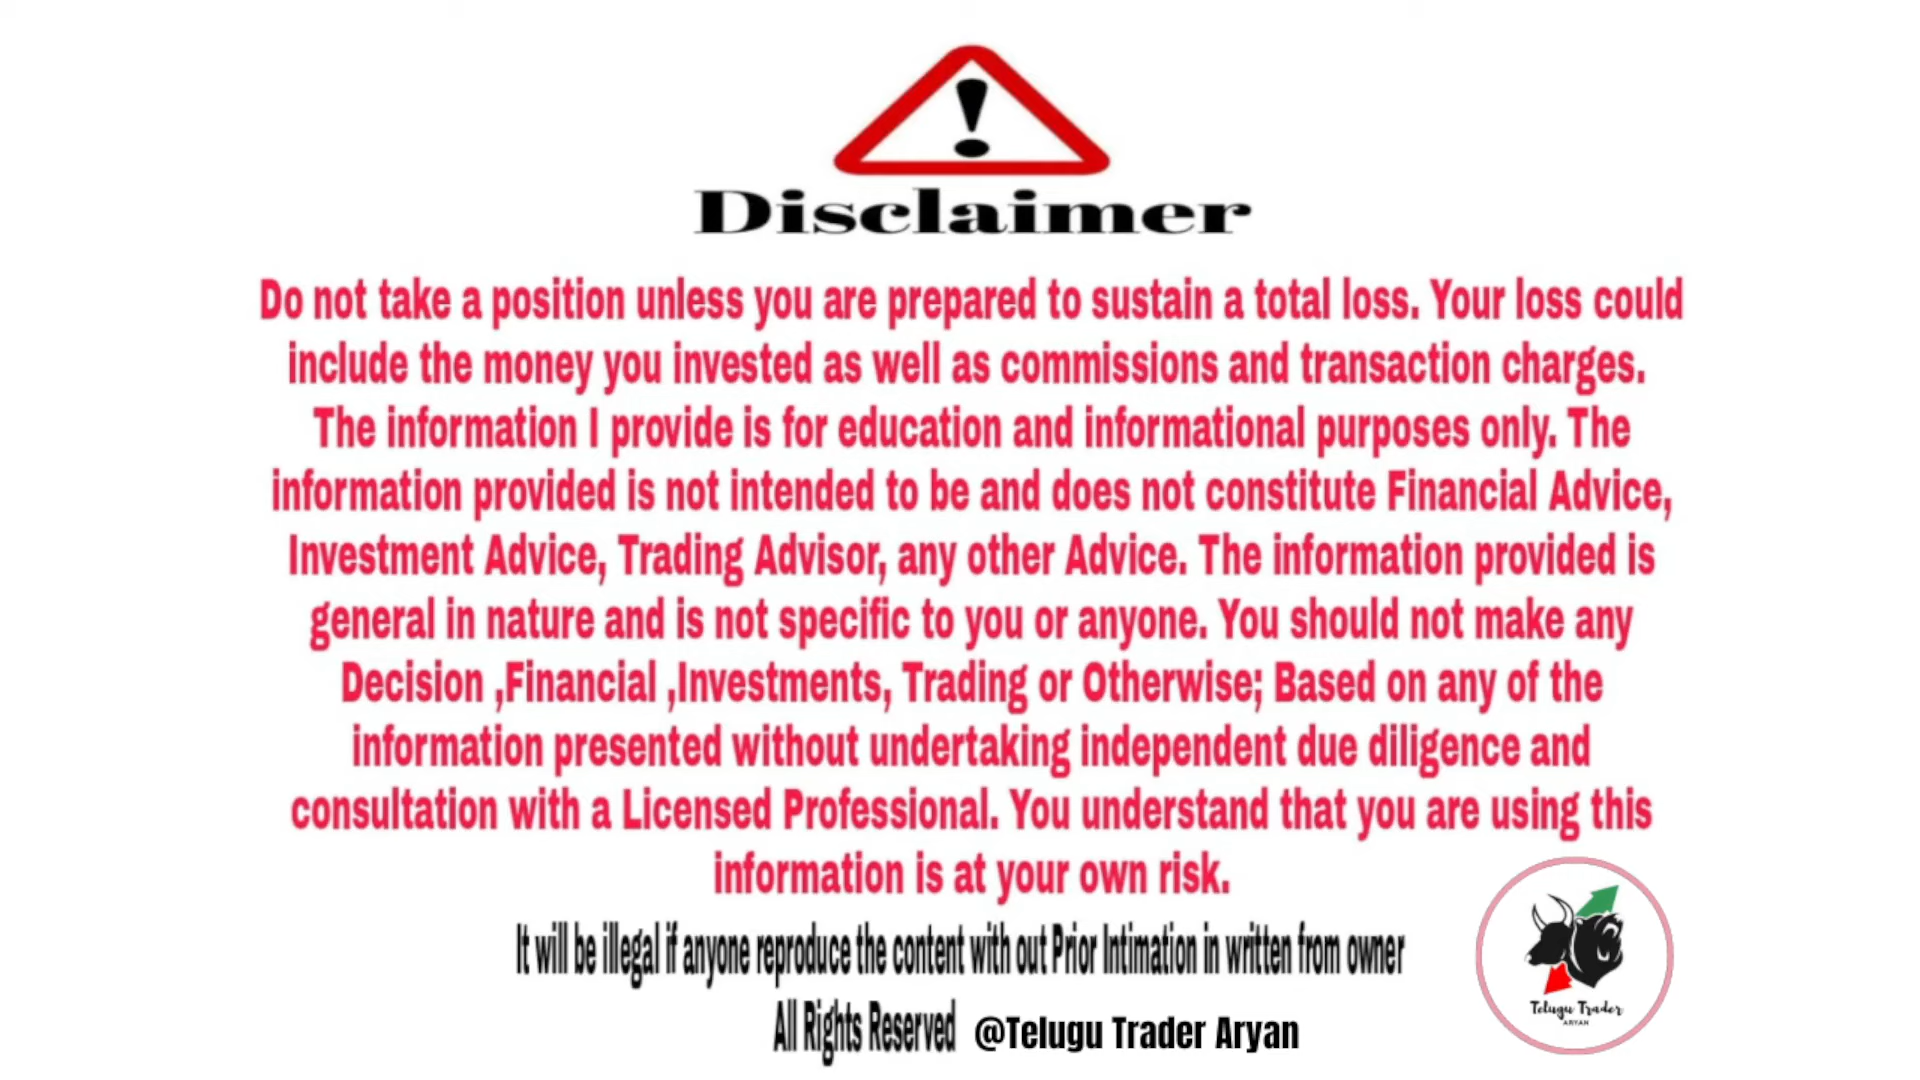 Disclaimer
Do not take a position unless you are prepared to sustain a total loss. Your loss could
include the money you invested as well as commissions and transaction charges.
The information I provide is for education and informational purposes only. The
information provided is not intended to be and does not constitute Financial Advice,
Investment Advice, Trading Advisor, any other Advice. The information provided is
general in nature and is not specific to you or anyone. You should not make any
Decision ,Financial ,Investments, Trading or Otherwise; Based on any of the
information presented without undertaking independent due diligence and
consultation with a Licensed Professional. You understand that you are using this
information is at your own risk.
It will be illegal if anyone reproduce the content with out Prior Intimation in written from owner
All Rights Reserved @Telugu Trader Aryan
Telugu Trader
ARYAN